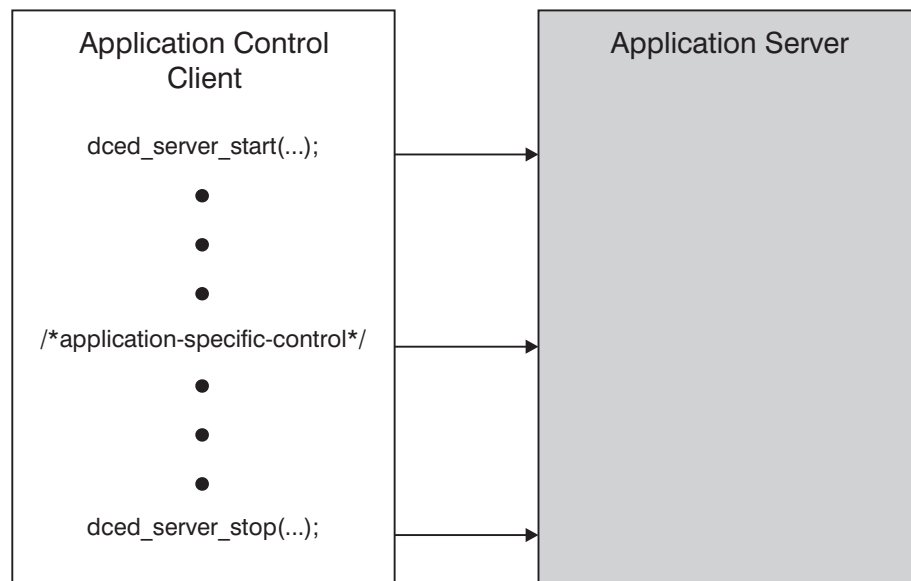 Application Control
Client
dced_server_start(...);
/*application-specific-control*/
dced_server_stop(...);
Application Server